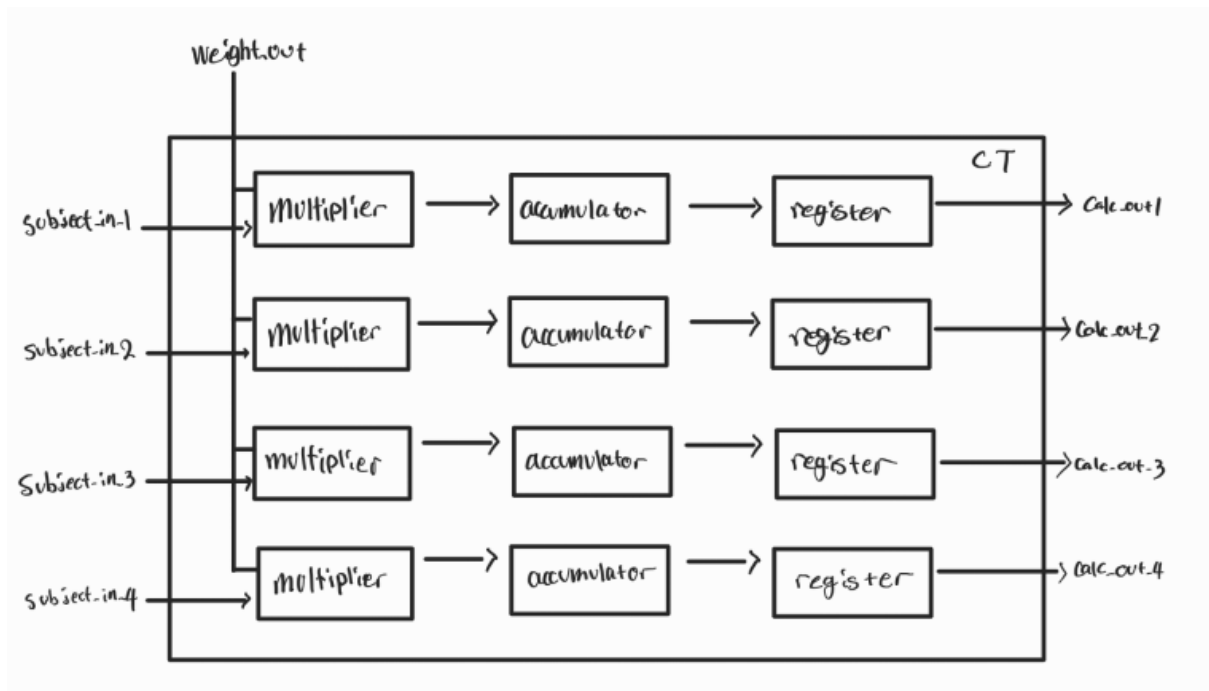 Weight_out
CT
Subject_in_1 multiplier accumulator register Calc_out1
Subject_in_2 multiplier accumulator register Calc_out_2
Subject_in_3 multiplier accumulator register Calc_out_3
Subject_in_4 multiplier accumulator register Calc_out_4